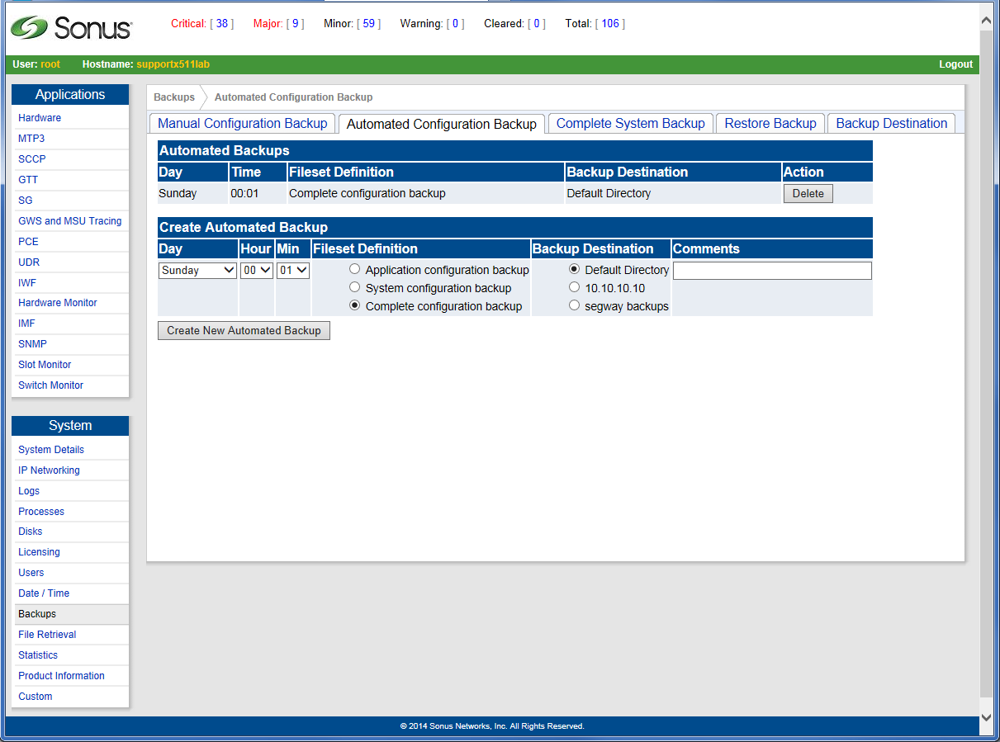 Sonus
Critical: [ 38 ] Major: [ 9 ] Minor: [ 59 ] Warning: [ 0 ] Cleared: [ 0 ] Total: [ 106 ]
User: root Hostname: supportx511lab Logout
Applications
Hardware
MTP3
SCCP
GTT
SG
GWS and MSU Tracing
PCE
UDR
IWF
Hardware Monitor
IMF
SNMP
Slot Monitor
Switch Monitor
System
System Details
IP Networking
Logs
Processes
Disks
Licensing
Users
Date / Time
Backups
File Retrieval
Statistics
Product Information
Custom
Backups Automated Configuration Backup
Manual Configuration Backup Automated Configuration Backup Complete System Backup Restore Backup Backup Destination
Automated Backups
Day Time Fileset Definition Backup Destination Action
Sunday 00:01 Complete configuration backup Default Directory Delete
Create Automated Backup
Day Hour Min Fileset Definition Backup Destination Comments
Sunday 00 01 Application configuration backup Default Directory
System configuration backup 10.10.10.10
Complete configuration backup segway backups
Create New Automated Backup
© 2014 Sonus Networks, Inc. All Rights Reserved.